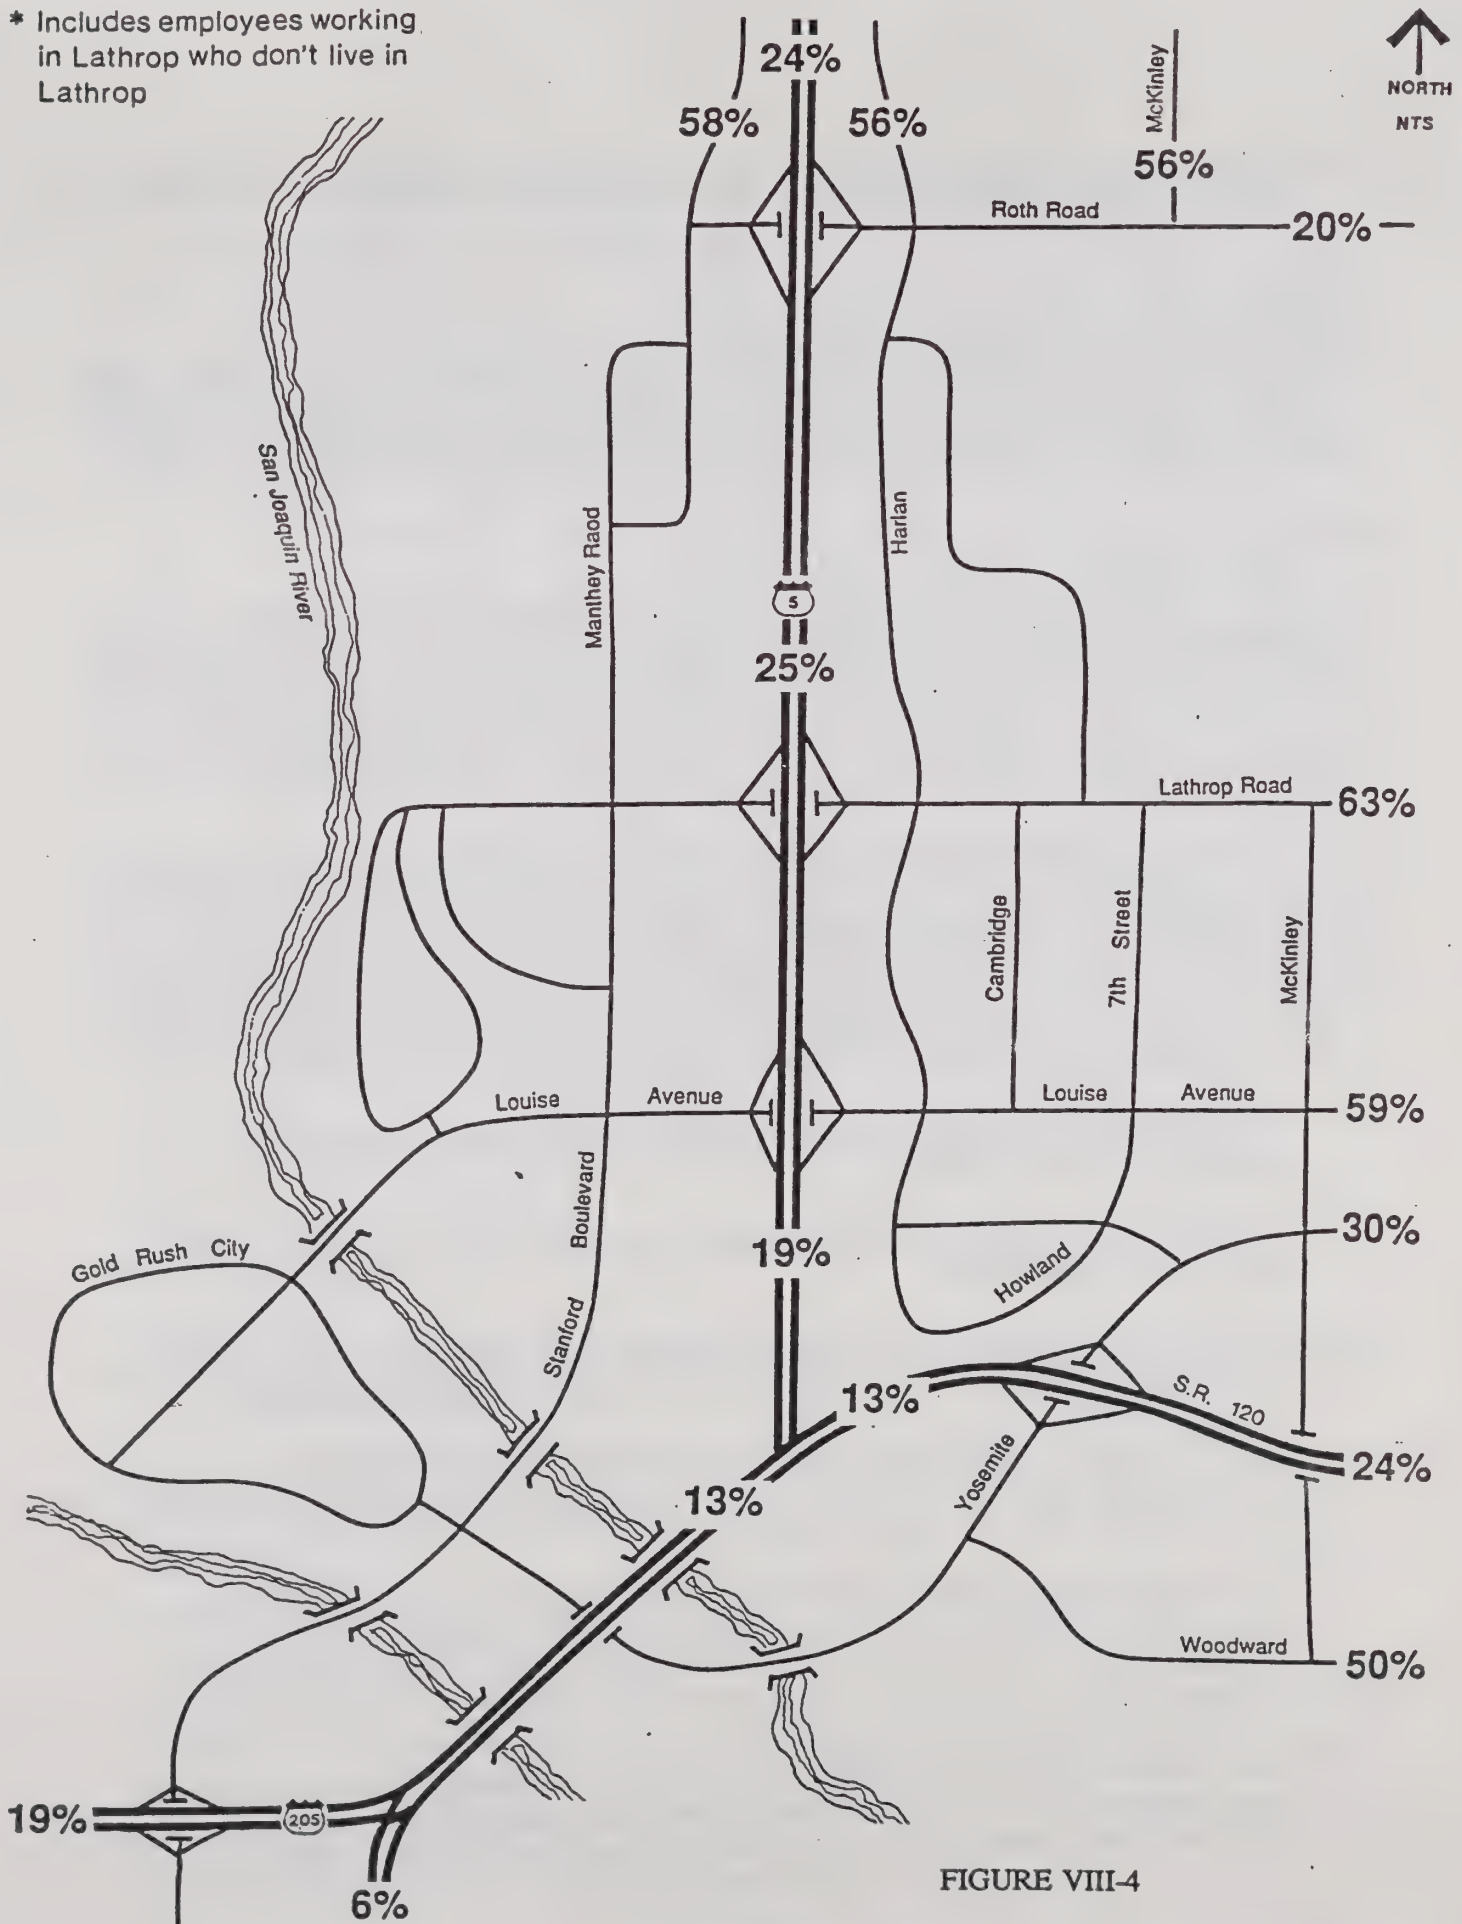 * Includes employees working
in Lathrop who don't live in
Lathrop
24%
58%
56%
McKinley
56%
NORTH
NTS
Roth Road
20%
San Joaquin River
Manthey Raod
Harlan
5
25%
Lathrop Road
63%
Cambridge
7th Street
McKinley
Louise Avenue
Louise Avenue
59%
Stanford Boulevard
Gold Rush City
19%
Howland
30%
13%
S.R. 120
24%
13%
Yosemite
Woodward
50%
19%
205
6%
FIGURE VIII-4